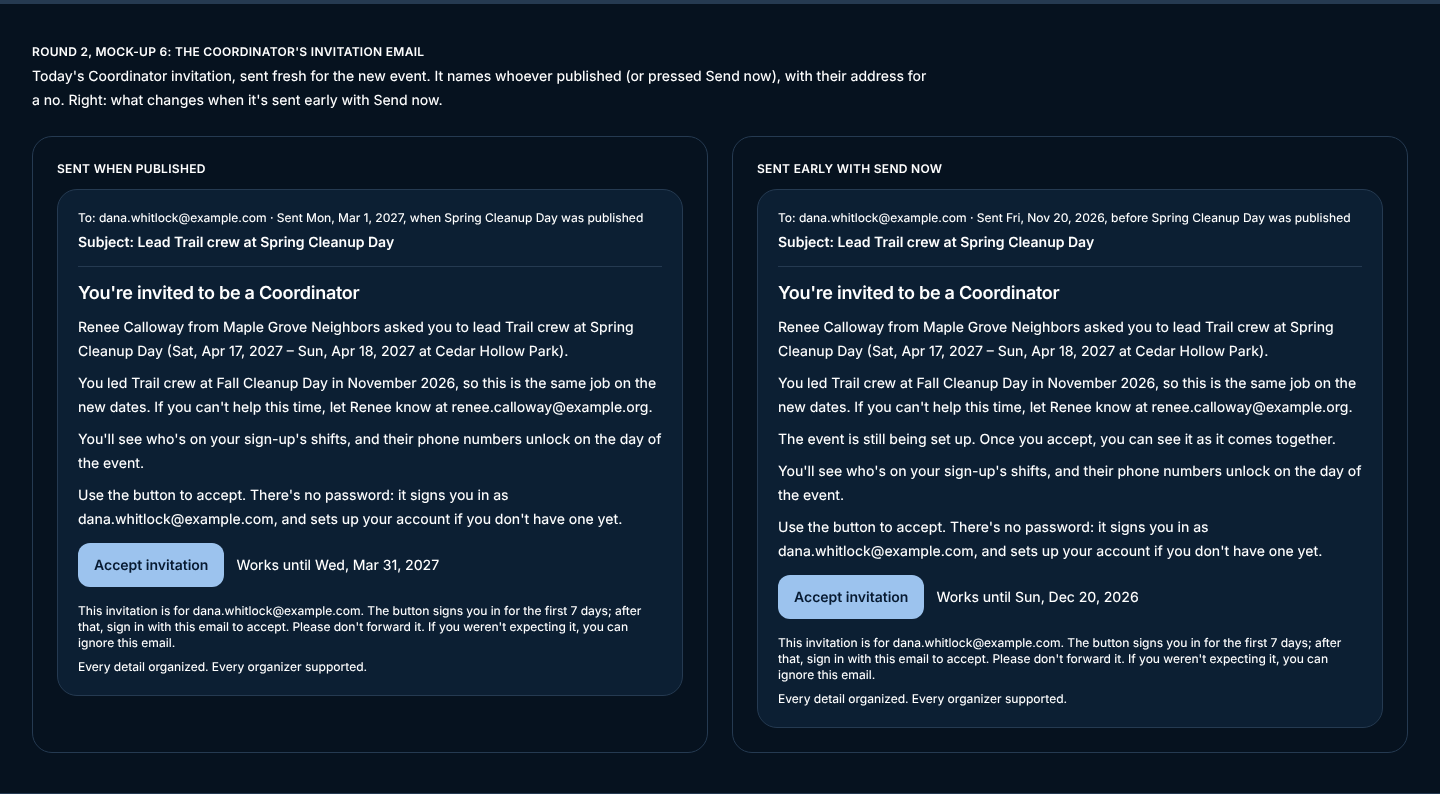 ROUND 2, MOCK-UP 6: THE COORDINATOR'S INVITATION EMAIL
Today's Coordinator invitation, sent fresh for the new event. It names whoever published (or pressed Send now), with their address for
a no. Right: what changes when it's sent early with Send now.
SENT WHEN PUBLISHED
To: dana.whitlock@example.com · Sent Mon, Mar 1, 2027, when Spring Cleanup Day was published
Subject: Lead Trail crew at Spring Cleanup Day
You're invited to be a Coordinator
Renee Calloway from Maple Grove Neighbors asked you to lead Trail crew at Spring
Cleanup Day (Sat, Apr 17, 2027 – Sun, Apr 18, 2027 at Cedar Hollow Park).
You led Trail crew at Fall Cleanup Day in November 2026, so this is the same job on the
new dates. If you can't help this time, let Renee know at renee.calloway@example.org.
You'll see who's on your sign-up's shifts, and their phone numbers unlock on the day of
the event.
Use the button to accept. There's no password: it signs you in as
dana.whitlock@example.com, and sets up your account if you don't have one yet.
Accept invitation
Works until Wed, Mar 31, 2027
This invitation is for dana.whitlock@example.com. The button signs you in for the first 7 days; after
that, sign in with this email to accept. Please don't forward it. If you weren't expecting it, you can
ignore this email.
Every detail organized. Every organizer supported.
SENT EARLY WITH SEND NOW
To: dana.whitlock@example.com · Sent Fri, Nov 20, 2026, before Spring Cleanup Day was published
Subject: Lead Trail crew at Spring Cleanup Day
You're invited to be a Coordinator
Renee Calloway from Maple Grove Neighbors asked you to lead Trail crew at Spring
Cleanup Day (Sat, Apr 17, 2027 – Sun, Apr 18, 2027 at Cedar Hollow Park).
You led Trail crew at Fall Cleanup Day in November 2026, so this is the same job on the
new dates. If you can't help this time, let Renee know at renee.calloway@example.org.
The event is still being set up. Once you accept, you can see it as it comes together.
You'll see who's on your sign-up's shifts, and their phone numbers unlock on the day of
the event.
Use the button to accept. There's no password: it signs you in as
dana.whitlock@example.com, and sets up your account if you don't have one yet.
Accept invitation
Works until Sun, Dec 20, 2026
This invitation is for dana.whitlock@example.com. The button signs you in for the first 7 days; after
that, sign in with this email to accept. Please don't forward it. If you weren't expecting it, you can
ignore this email.
Every detail organized. Every organizer supported.